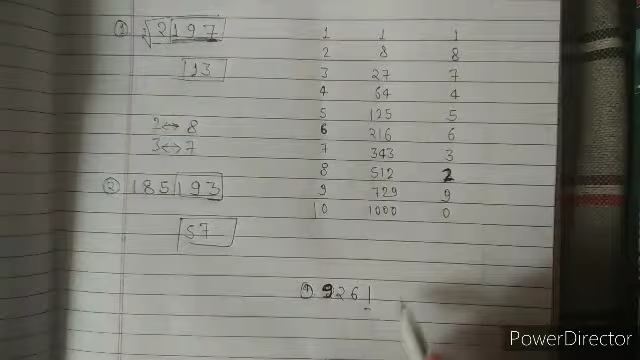 ① ∛2197
13
2 ↔ 8
3 ↔ 7
② 185193
57
1 1 1
2 8 8
3 27 7
4 64 4
5 125 5
6 216 6
7 343 3
8 512 2
9 729 9
10 1000 0
① 9261
PowerDirector